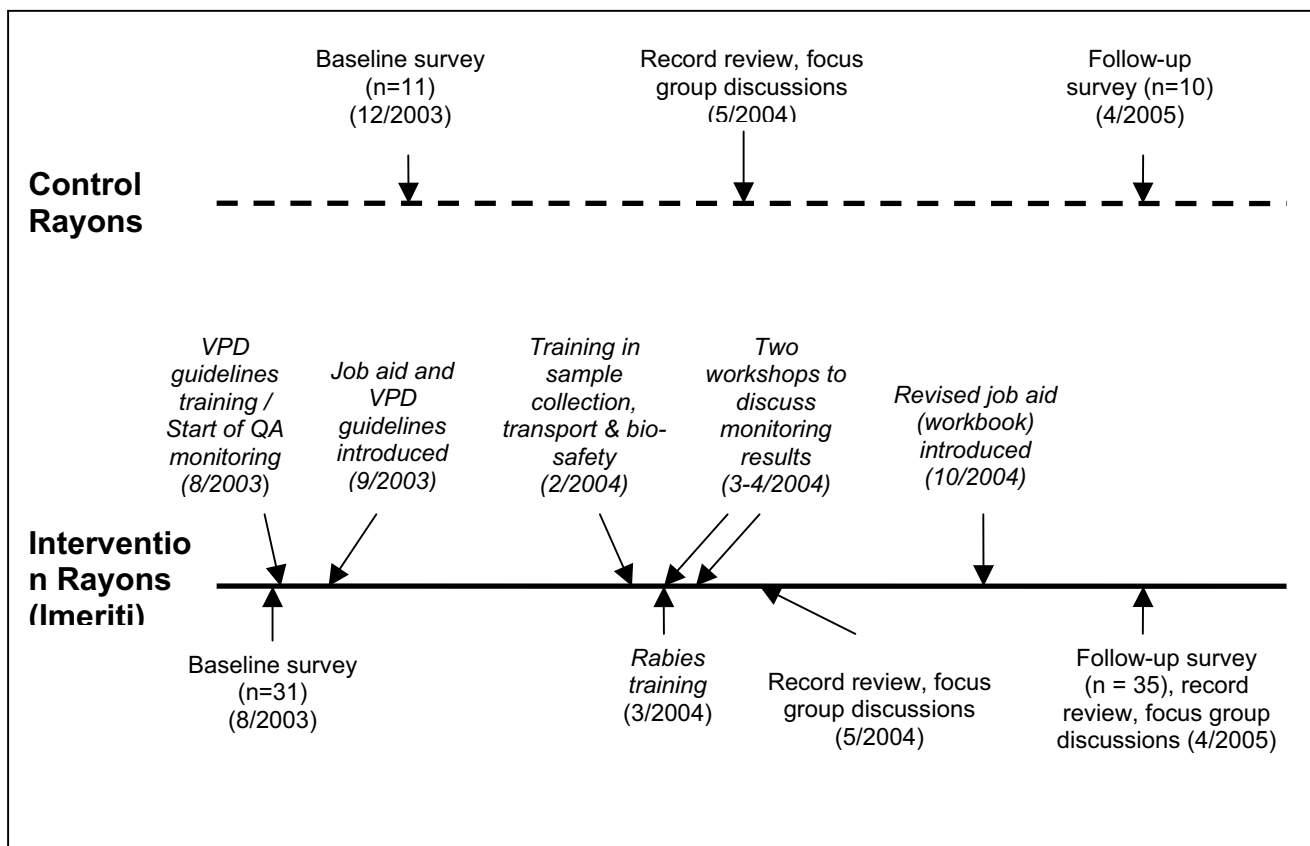 Baseline survey
(n=11)
(12/2003)
Record review, focus
group discussions
(5/2004)
Follow-up
survey (n=10)
(4/2005)
Control
Rayons
VPD
guidelines
training /
Start of QA
monitoring
(8/2003)
Job aid and
VPD
guidelines
introduced
(9/2003)
Training in
sample
collection,
transport & bio-
safety
(2/2004)
Two
workshops to
discuss
monitoring
results
(3-4/2004)
Revised job aid
(workbook)
introduced
(10/2004)
Interventio
n Rayons
(Imeriti)
Baseline survey
(n=31)
(8/2003)
Rabies
training
(3/2004)
Record review, focus
group discussions
(5/2004)
Follow-up survey
(n = 35), record
review, focus group
discussions (4/2005)